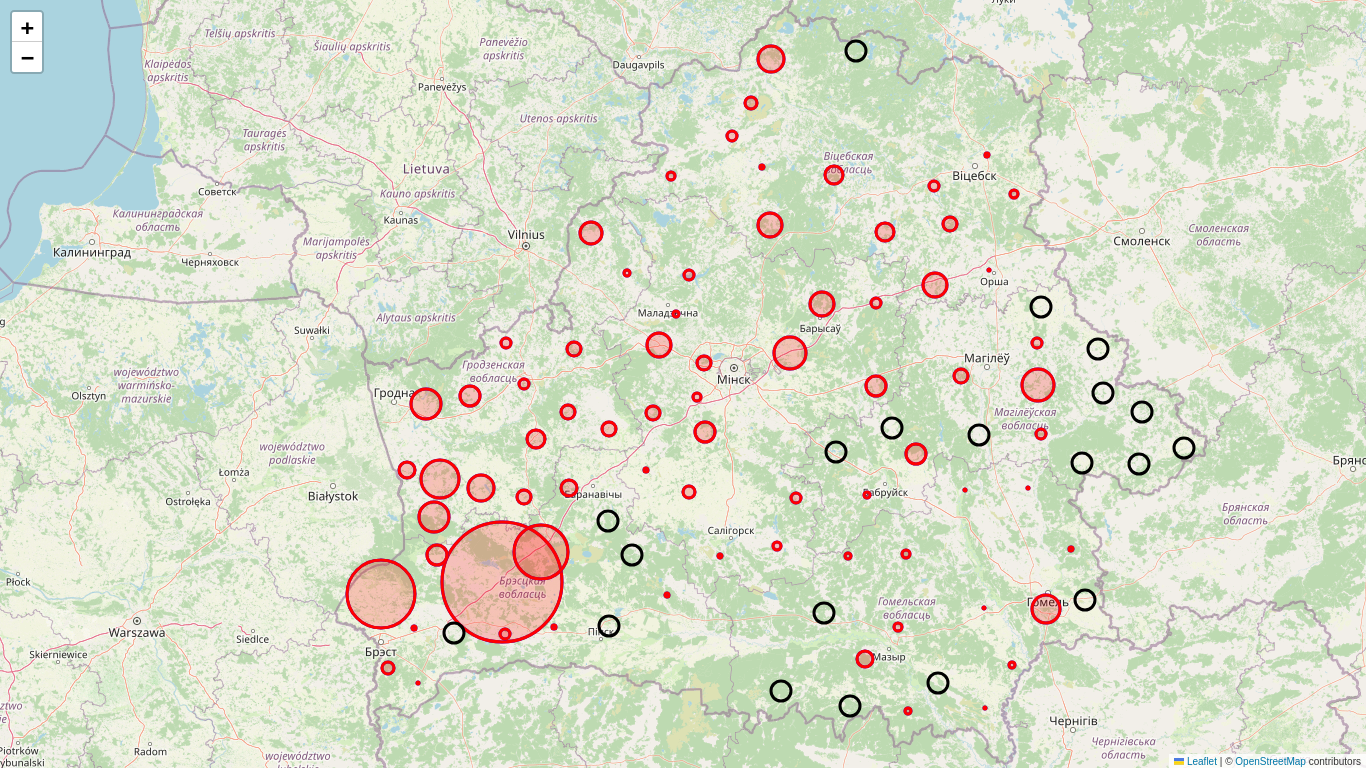 +
−
Telšių apskritis
Šiaulių apskritis
Panevėžio
apskritis
Klaipėdos
apskritis
Daugavpils
Panevėžys
Utenos apskritis
Tauragės
apskritis
Lietuva
Советск
Kauno apskritis
Калининградская
область
Kaunas
Marijampolės
apskritis
Vilnius
Калининград
Черняховск
Віцебская
вобласць
Віцебск
Смоленск
Смоленская
область
Орша
Маладзечна
Alytaus apskritis
Suwałki
Барысаў
Гродзенская
вобласць
Мінск
Магілёў
województwo
warmińsko-
mazurskie
Olsztyn
Гродна
Магілёўская
вобласць
województwo
podlaskie
Łomża
Ostrołęka
Białystok
Баранавічы
Бабруйск
Салігорск
Брянская
область
Płock
Брэсцкая
вобласць
Гомельская
вобласць
Гомель
Warszawa
Siedlce
Пінск
Skierniewice
Брэст
Мазыр
Чернігів
Чернігівська
область
Piotrków
Radom
województwo
Leaflet | © OpenStreetMap contributors